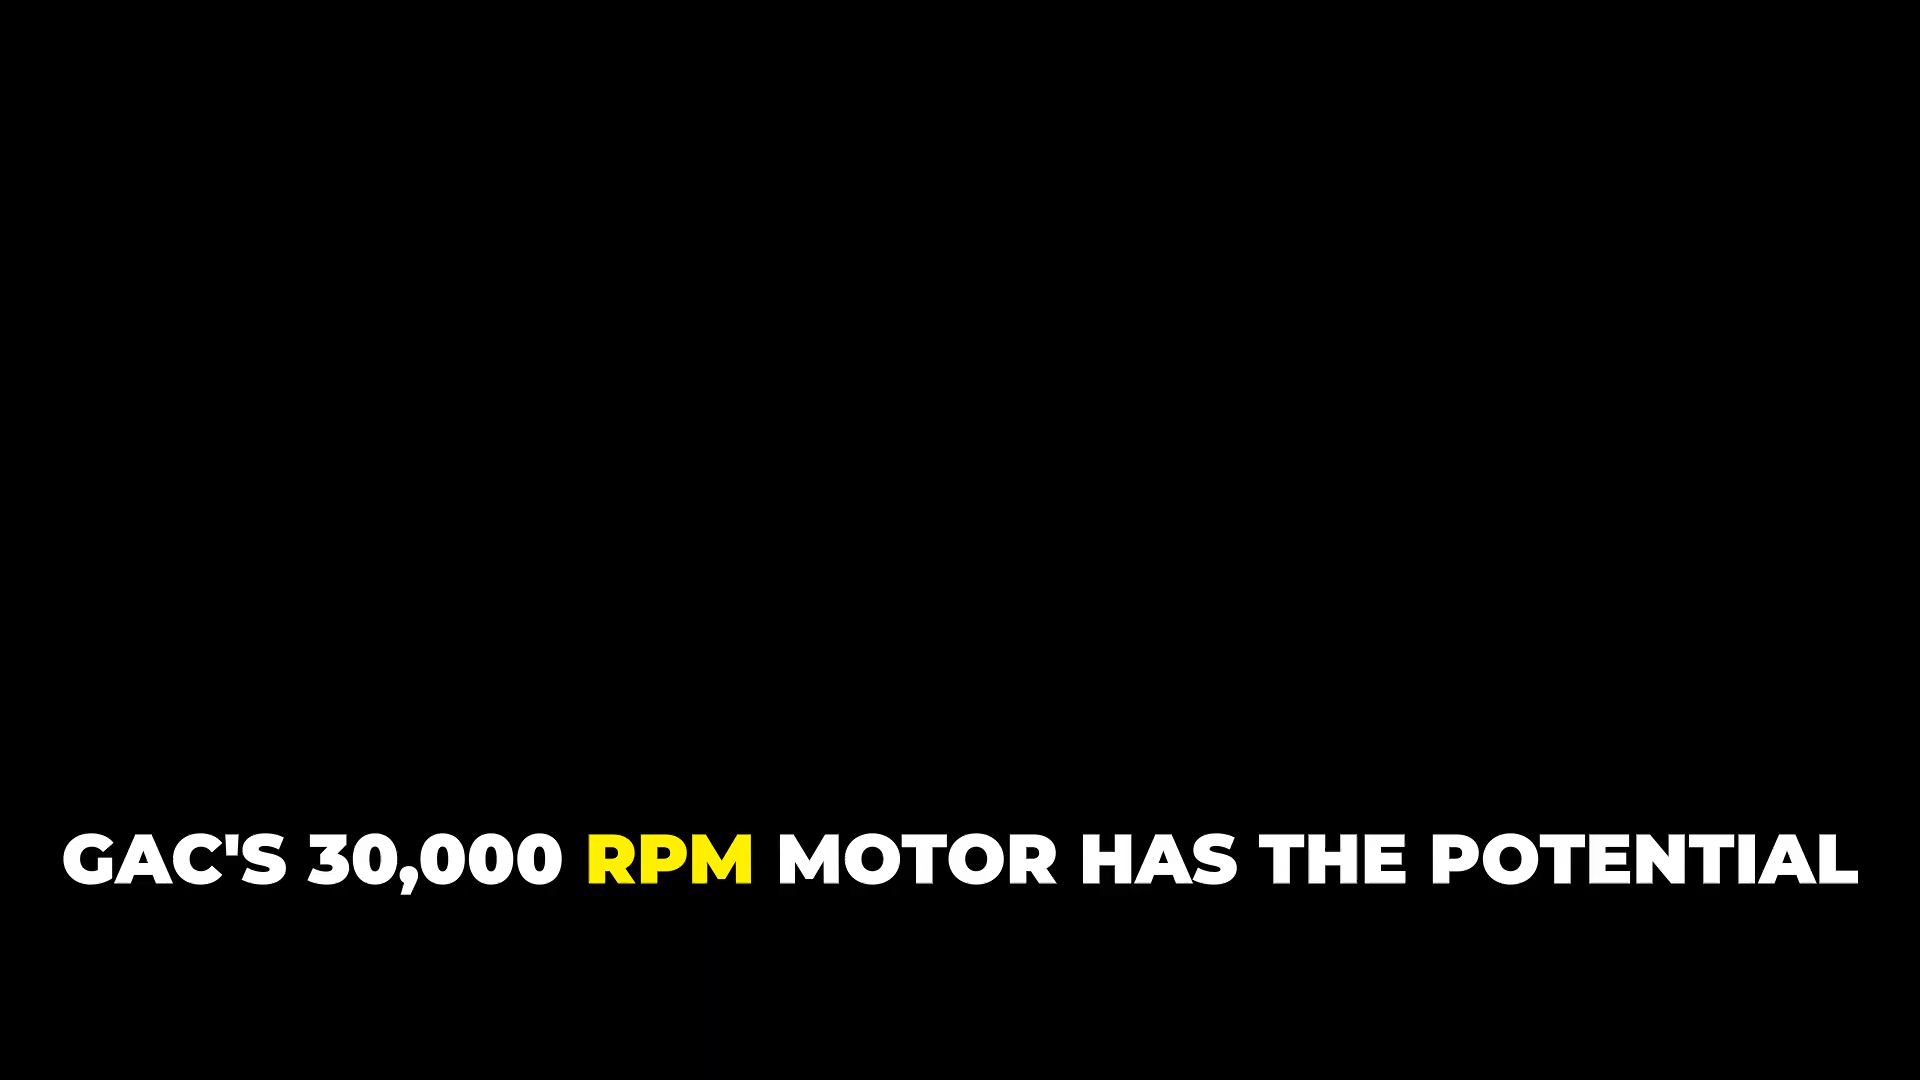 GAC'S 30,000 RPM MOTOR HAS THE POTENTIAL